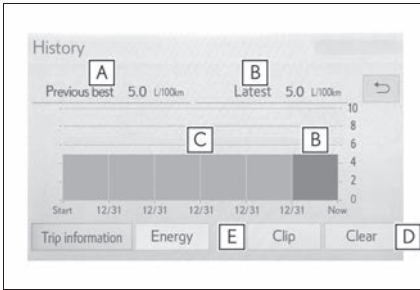 History
A B
Previous best 5.0 L/100km Latest 5.0 L/100km
10
8
C B 6
4
2
0
Start 12/31 12/31 12/31 12/31 12/31 Now
Trip information Energy E Clip Clear D